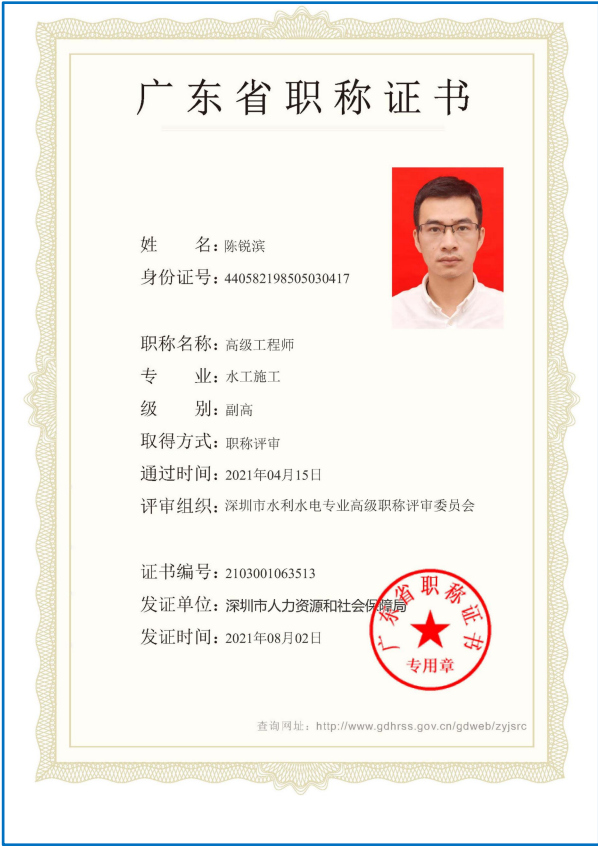 广东省职称证书
姓 名：陈锐滨
身份证号：440582198505030417
职称名称：高级工程师
专 业：水工施工
级 别：副高
取得方式：职称评审
通过时间：2021年04月15日
评审组织：深圳市水利水电专业高级职称评审委员会
证书编号：2103001063513
发证单位：深圳市人力资源和社会保障局
发证时间：2021年08月02日
广东省职称证书
专用章
查询网址：http://www.gdhrss.gov.cn/gdweb/zyjsrc